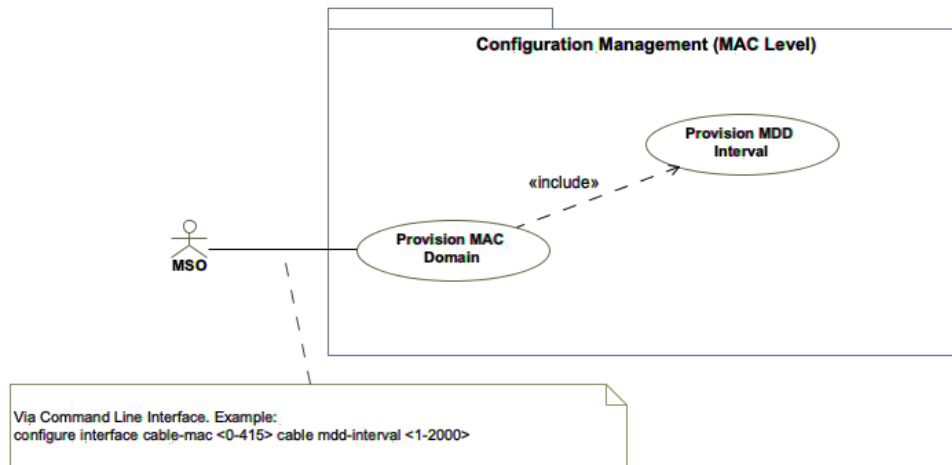 Configuration Management (MAC Level)
Provision MDD
Interval
«include»
Provision MAC
Domain
MSO
Via Command Line Interface. Example:
configure interface cable-mac <0-415> cable mdd-interval <1-2000>